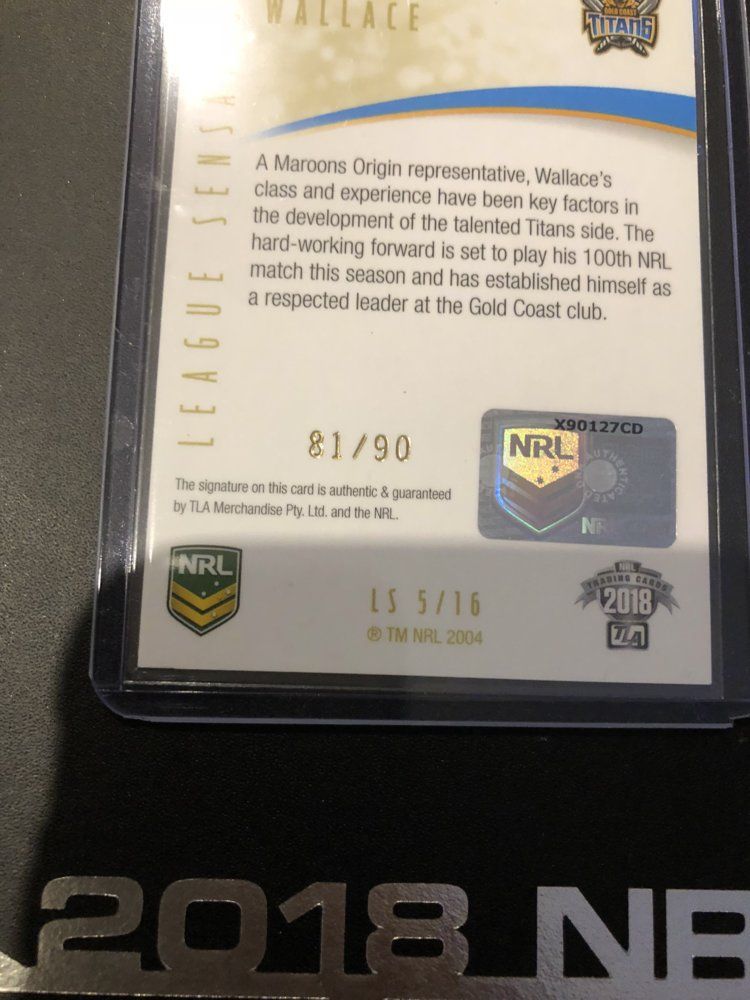 WALLACE
GOLD COAST
TITANS
LEAGUE SENSA
A Maroons Origin representative, Wallace's
class and experience have been key factors in
the development of the talented Titans side. The
hard-working forward is set to play his 100th NRL
match this season and has established himself as
a respected leader at the Gold Coast club.
81/90
X90127CD
NRL
AUTHENTICATED
NR
The signature on this card is authentic & guaranteed
by TLA Merchandise Pty. Ltd. and the NRL.
NRL
LS 5/16
® TM NRL 2004
NRL
TRADING CARDS
2018
TLA
2018 NR